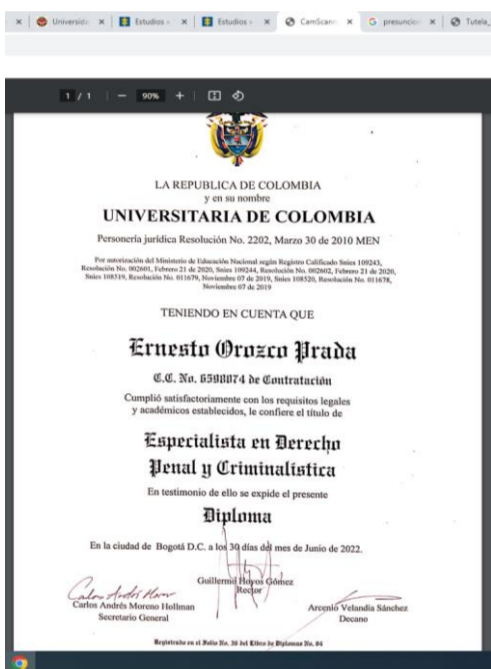 Universida
Estudios
Estudios
CamScann
presuncion
Tutela_
1 / 1
90%
LA REPUBLICA DE COLOMBIA
y en su nombre
UNIVERSITARIA DE COLOMBIA
Personería jurídica Resolución No. 2202, Marzo 30 de 2010 MEN
Por autorización del Ministerio de Educación Nacional según Registro Calificado Snies 109243,
Resolución No. 002601, Febrero 21 de 2020, Snies 109244, Resolución No. 002602, Febrero 21 de 2020,
Snies 108519, Resolución No. 011679, Noviembre 07 de 2019, Snies 108520, Resolución No. 011678,
Noviembre 07 de 2019
TENIENDO EN CUENTA QUE
Ernesto Orozco Prada
C.C. No. 6598074 de Contratación
Cumplió satisfactoriamente con los requisitos legales
y académicos establecidos, le confiere el título de
Especialista en Derecho
Penal y Criminalística
En testimonio de ello se expide el presente
Diploma
En la ciudad de Bogotá D.C. a los 30 días del mes de Junio de 2022.
Guillermo Hoyos Gómez
Rector
Carlos Andrés Moreno Hollman
Secretario General
Arcenio Velandia Sánchez
Decano
Registrado en el Folio No. 36 del Libro de Diplomas No. 04